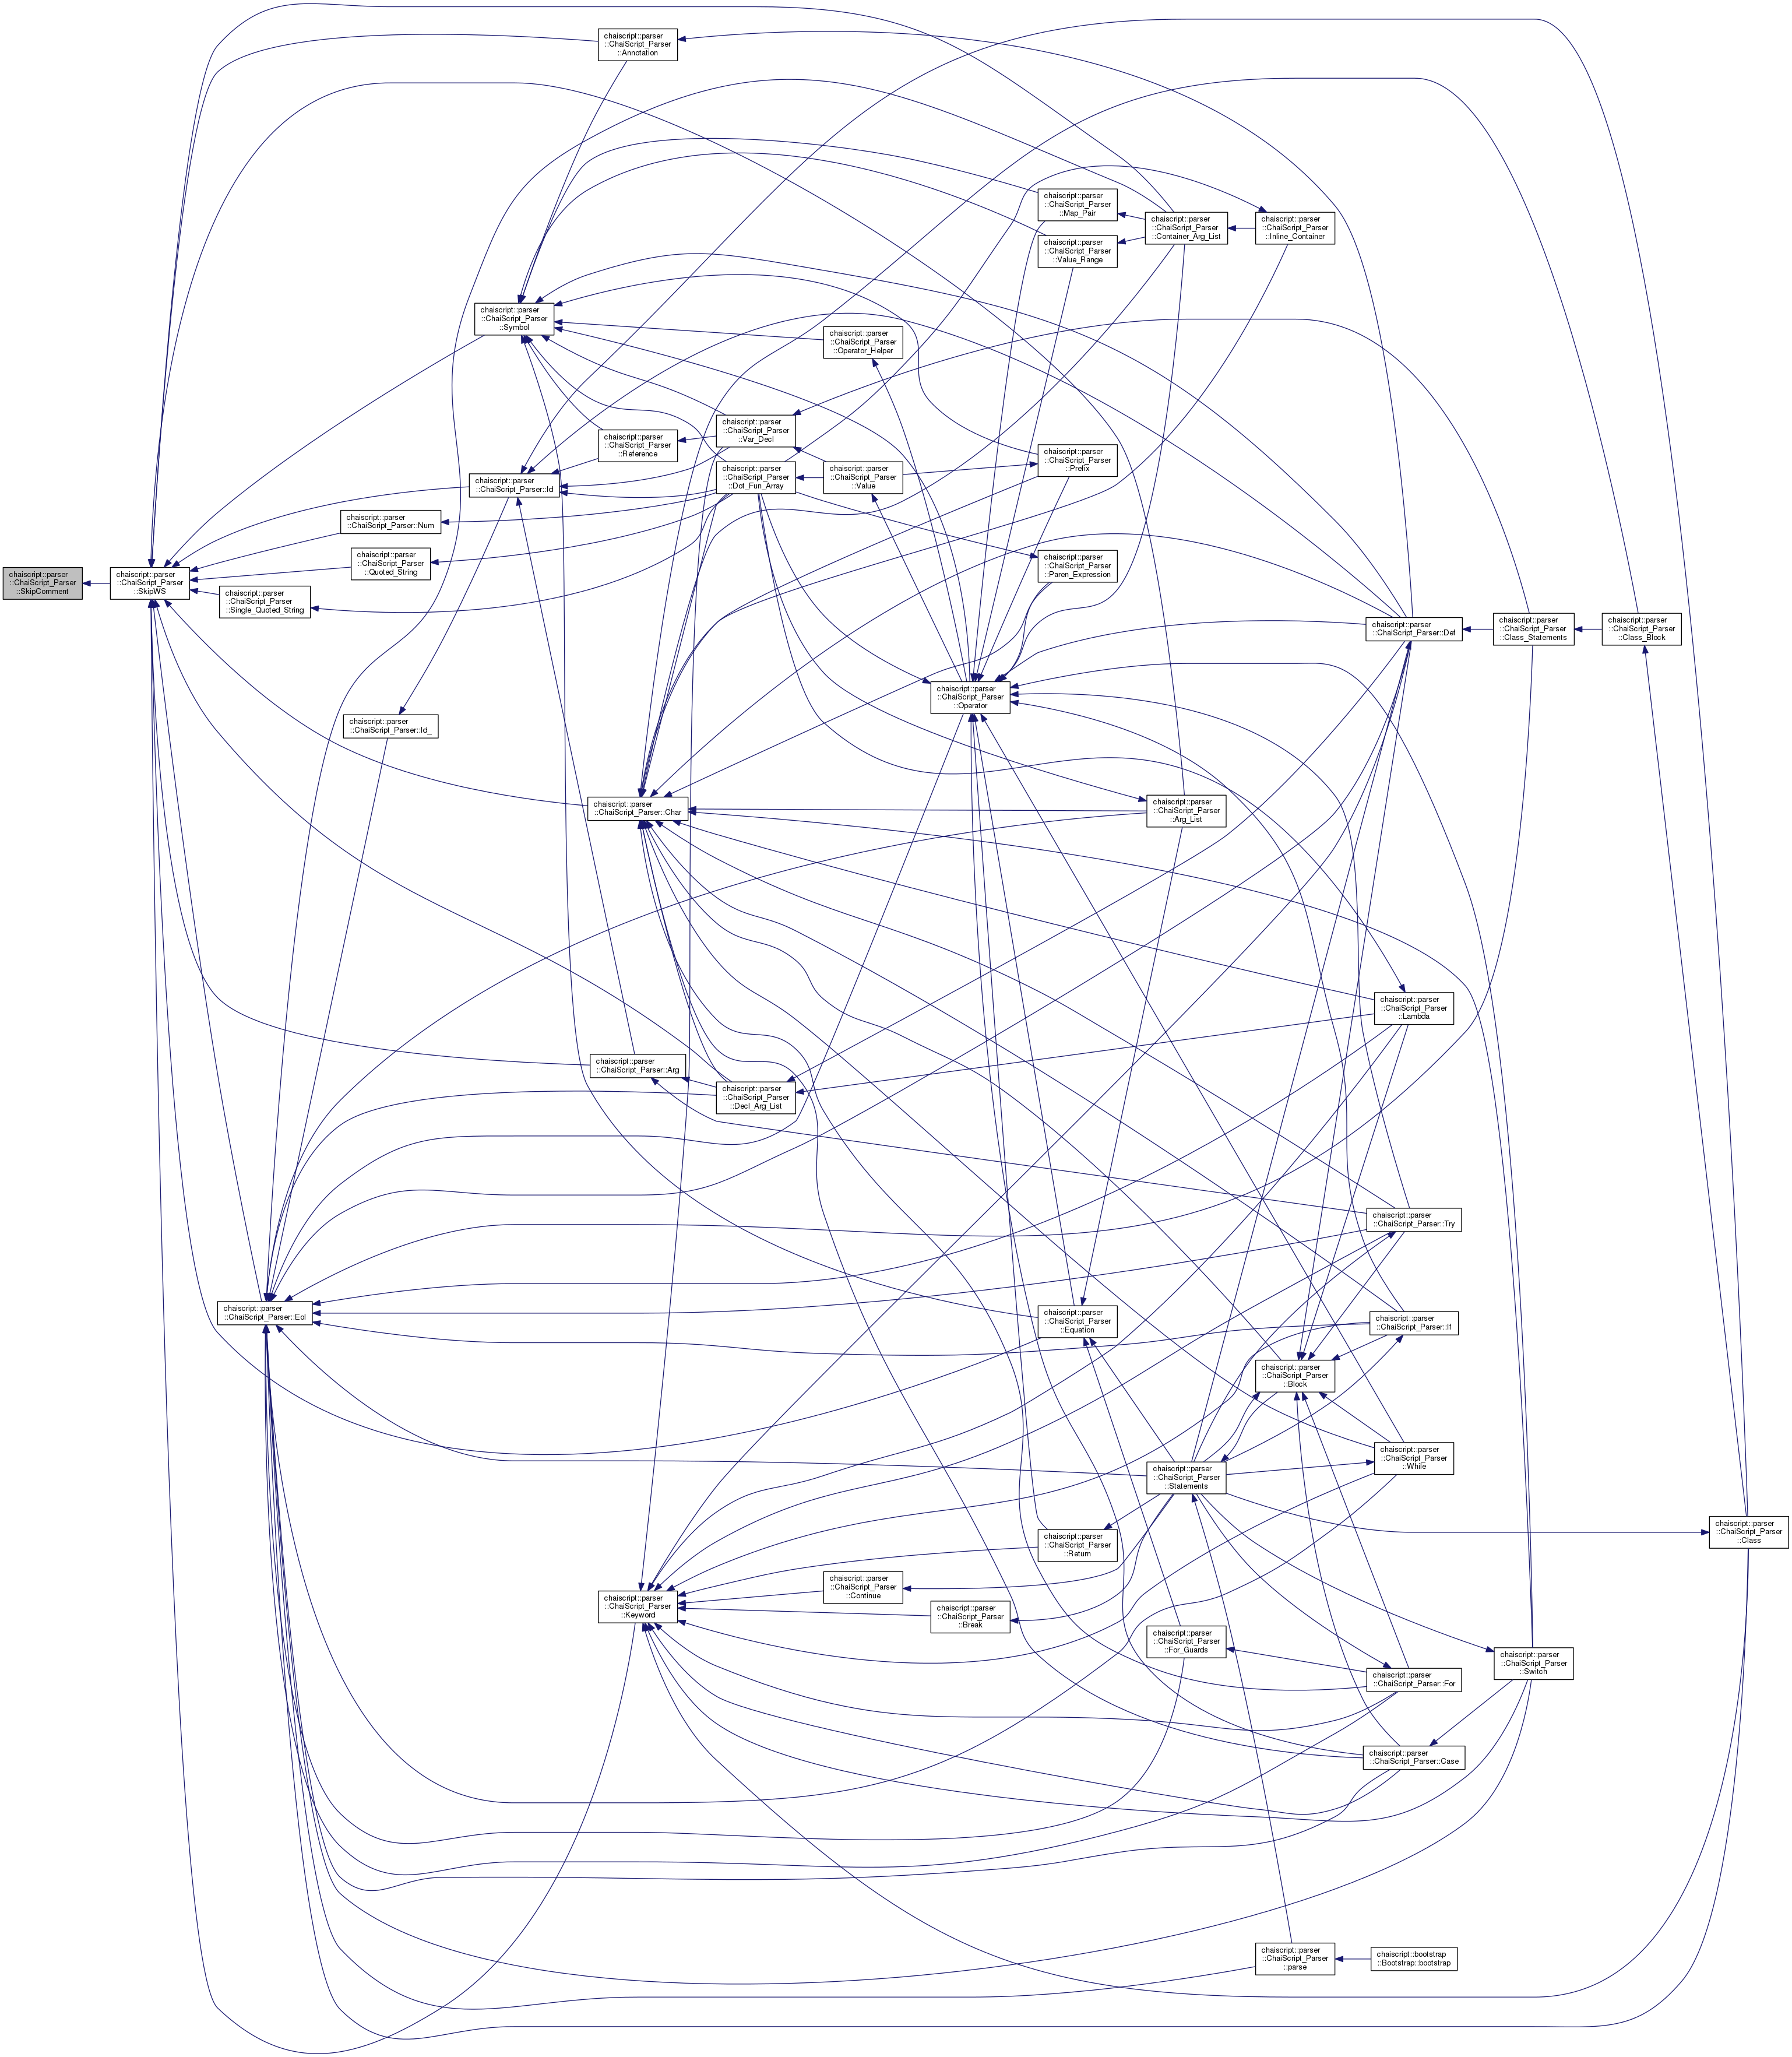 chaiscript::parser
::ChaiScript_Parser
::SkipComment
chaiscript::parser
::ChaiScript_Parser
::SkipWS
chaiscript::parser
::ChaiScript_Parser
::Annotation
chaiscript::parser
::ChaiScript_Parser
::Symbol
chaiscript::parser
::ChaiScript_Parser::Id
chaiscript::parser
::ChaiScript_Parser::Num
chaiscript::parser
::ChaiScript_Parser
::Quoted_String
chaiscript::parser
::ChaiScript_Parser
::Single_Quoted_String
chaiscript::parser
::ChaiScript_Parser::Id_
chaiscript::parser
::ChaiScript_Parser::Char
chaiscript::parser
::ChaiScript_Parser::Arg
chaiscript::parser
::ChaiScript_Parser
::Decl_Arg_List
chaiscript::parser
::ChaiScript_Parser::Eol
chaiscript::parser
::ChaiScript_Parser
::Keyword
chaiscript::parser
::ChaiScript_Parser
::Reference
chaiscript::parser
::ChaiScript_Parser
::Var_Decl
chaiscript::parser
::ChaiScript_Parser
::Dot_Fun_Array
chaiscript::parser
::ChaiScript_Parser
::Operator_Helper
chaiscript::parser
::ChaiScript_Parser
::Value
chaiscript::parser
::ChaiScript_Parser
::Operator
chaiscript::parser
::ChaiScript_Parser
::Map_Pair
chaiscript::parser
::ChaiScript_Parser
::Value_Range
chaiscript::parser
::ChaiScript_Parser
::Container_Arg_List
chaiscript::parser
::ChaiScript_Parser
::Inline_Container
chaiscript::parser
::ChaiScript_Parser
::Prefix
chaiscript::parser
::ChaiScript_Parser
::Paren_Expression
chaiscript::parser
::ChaiScript_Parser::Def
chaiscript::parser
::ChaiScript_Parser
::Class_Statements
chaiscript::parser
::ChaiScript_Parser
::Class_Block
chaiscript::parser
::ChaiScript_Parser
::Arg_List
chaiscript::parser
::ChaiScript_Parser
::Lambda
chaiscript::parser
::ChaiScript_Parser::Try
chaiscript::parser
::ChaiScript_Parser
::Equation
chaiscript::parser
::ChaiScript_Parser::If
chaiscript::parser
::ChaiScript_Parser
::Block
chaiscript::parser
::ChaiScript_Parser
::While
chaiscript::parser
::ChaiScript_Parser
::Statements
chaiscript::parser
::ChaiScript_Parser
::Return
chaiscript::parser
::ChaiScript_Parser
::Class
chaiscript::parser
::ChaiScript_Parser
::Continue
chaiscript::parser
::ChaiScript_Parser
::Break
chaiscript::parser
::ChaiScript_Parser
::For_Guards
chaiscript::parser
::ChaiScript_Parser::For
chaiscript::parser
::ChaiScript_Parser
::Switch
chaiscript::parser
::ChaiScript_Parser::Case
chaiscript::parser
::ChaiScript_Parser
::parse
chaiscript::bootstrap
::Bootstrap::bootstrap